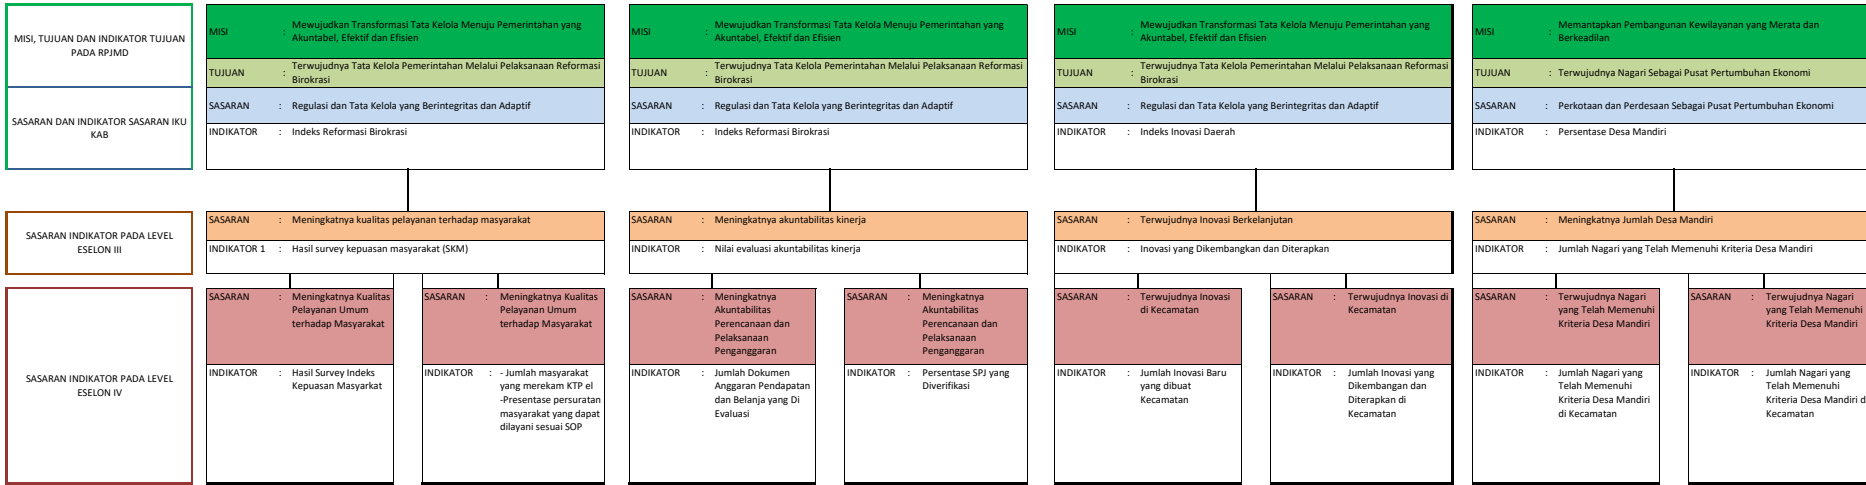 MISI, TUJUAN DAN INDIKATOR TUJUAN
PADA RPJMD
SASARAN DAN INDIKATOR SASARAN IKU
KAB
SASARAN INDIKATOR PADA LEVEL
ESELON III
SASARAN INDIKATOR PADA LEVEL
ESELON IV
MISI : Mewujudkan Transformasi Tata Kelola Menuju Pemerintahan yang
Akuntabel, Efektif dan Efisien
TUJUAN : Terwujudnya Tata Kelola Pemerintahan Melalui Pelaksanaan Reformasi
Birokrasi
SASARAN : Regulasi dan Tata Kelola yang Berintegritas dan Adaptif
INDIKATOR : Indeks Reformasi Birokrasi
SASARAN : Meningkatnya kualitas pelayanan terhadap masyarakat
INDIKATOR 1 : Hasil survey kepuasan masyarakat (SKM)
SASARAN : Meningkatnya Kualitas
Pelayanan Umum
terhadap Masyarakat
INDIKATOR : Hasil Survey Indeks
Kepuasan Masyarkat
SASARAN : Meningkatnya Kualitas
Pelayanan Umum
terhadap Masyarakat
INDIKATOR : - Jumlah masyarakat
yang merekam KTP el
-Presentase persuratan
masyarakat yang dapat
dilayani sesuai SOP
MISI : Mewujudkan Transformasi Tata Kelola Menuju Pemerintahan yang
Akuntabel, Efektif dan Efisien
TUJUAN : Terwujudnya Tata Kelola Pemerintahan Melalui Pelaksanaan Reformasi
Birokrasi
SASARAN : Regulasi dan Tata Kelola yang Berintegritas dan Adaptif
INDIKATOR : Indeks Reformasi Birokrasi
SASARAN : Meningkatnya akuntabilitas kinerja
INDIKATOR : Nilai evaluasi akuntabilitas kinerja
SASARAN : Meningkatnya
Akuntabilitas
Perencanaan dan
Pelaksanaan
Penganggaran
INDIKATOR : Jumlah Dokumen
Anggaran Pendapatan
dan Belanja yang Di
Evaluasi
SASARAN : Meningkatnya
Akuntabilitas
Perencanaan dan
Pelaksanaan
Penganggaran
INDIKATOR : Persentase SPJ yang
Diverifikasi
MISI : Mewujudkan Transformasi Tata Kelola Menuju Pemerintahan yang
Akuntabel, Efektif dan Efisien
TUJUAN : Terwujudnya Tata Kelola Pemerintahan Melalui Pelaksanaan Reformasi
Birokrasi
SASARAN : Regulasi dan Tata Kelola yang Berintegritas dan Adaptif
INDIKATOR : Indeks Inovasi Daerah
SASARAN : Terwujudnya Inovasi Berkelanjutan
INDIKATOR : Inovasi yang Dikembangkan dan Diterapkan
SASARAN : Terwujudnya Inovasi
di Kecamatan
INDIKATOR : Jumlah Inovasi Baru
yang dibuat
Kecamatan
SASARAN : Terwujudnya Inovasi di
Kecamatan
INDIKATOR : Jumlah Inovasi yang
Dikembangan dan
Diterapkan di
Kecamatan
MISI : Memantapkan Pembangunan Kewilayanan yang Merata dan
Berkeadilan
TUJUAN : Terwujudnya Nagari Sebagai Pusat Pertumbuhan Ekonomi
SASARAN : Perkotaan dan Perdesaan Sebagai Pusat Pertumbuhan Ekonomi
INDIKATOR : Persentase Desa Mandiri
SASARAN : Meningkatnya Jumlah Desa Mandiri
INDIKATOR : Jumlah Nagari yang Telah Memenuhi Kriteria Desa Mandiri
SASARAN : Terwujudnya Nagari
yang Telah Memenuhi
Kriteria Desa Mandiri
INDIKATOR : Jumlah Nagari yang
Telah Memenuhi
Kriteria Desa Mandiri
di Kecamatan
SASARAN : Terwujudnya Nagari
yang Telah Memenuhi
Kriteria Desa Mandiri
INDIKATOR : Jumlah Nagari yang
Telah Memenuhi
Kriteria Desa Mandiri d
Kecamatan